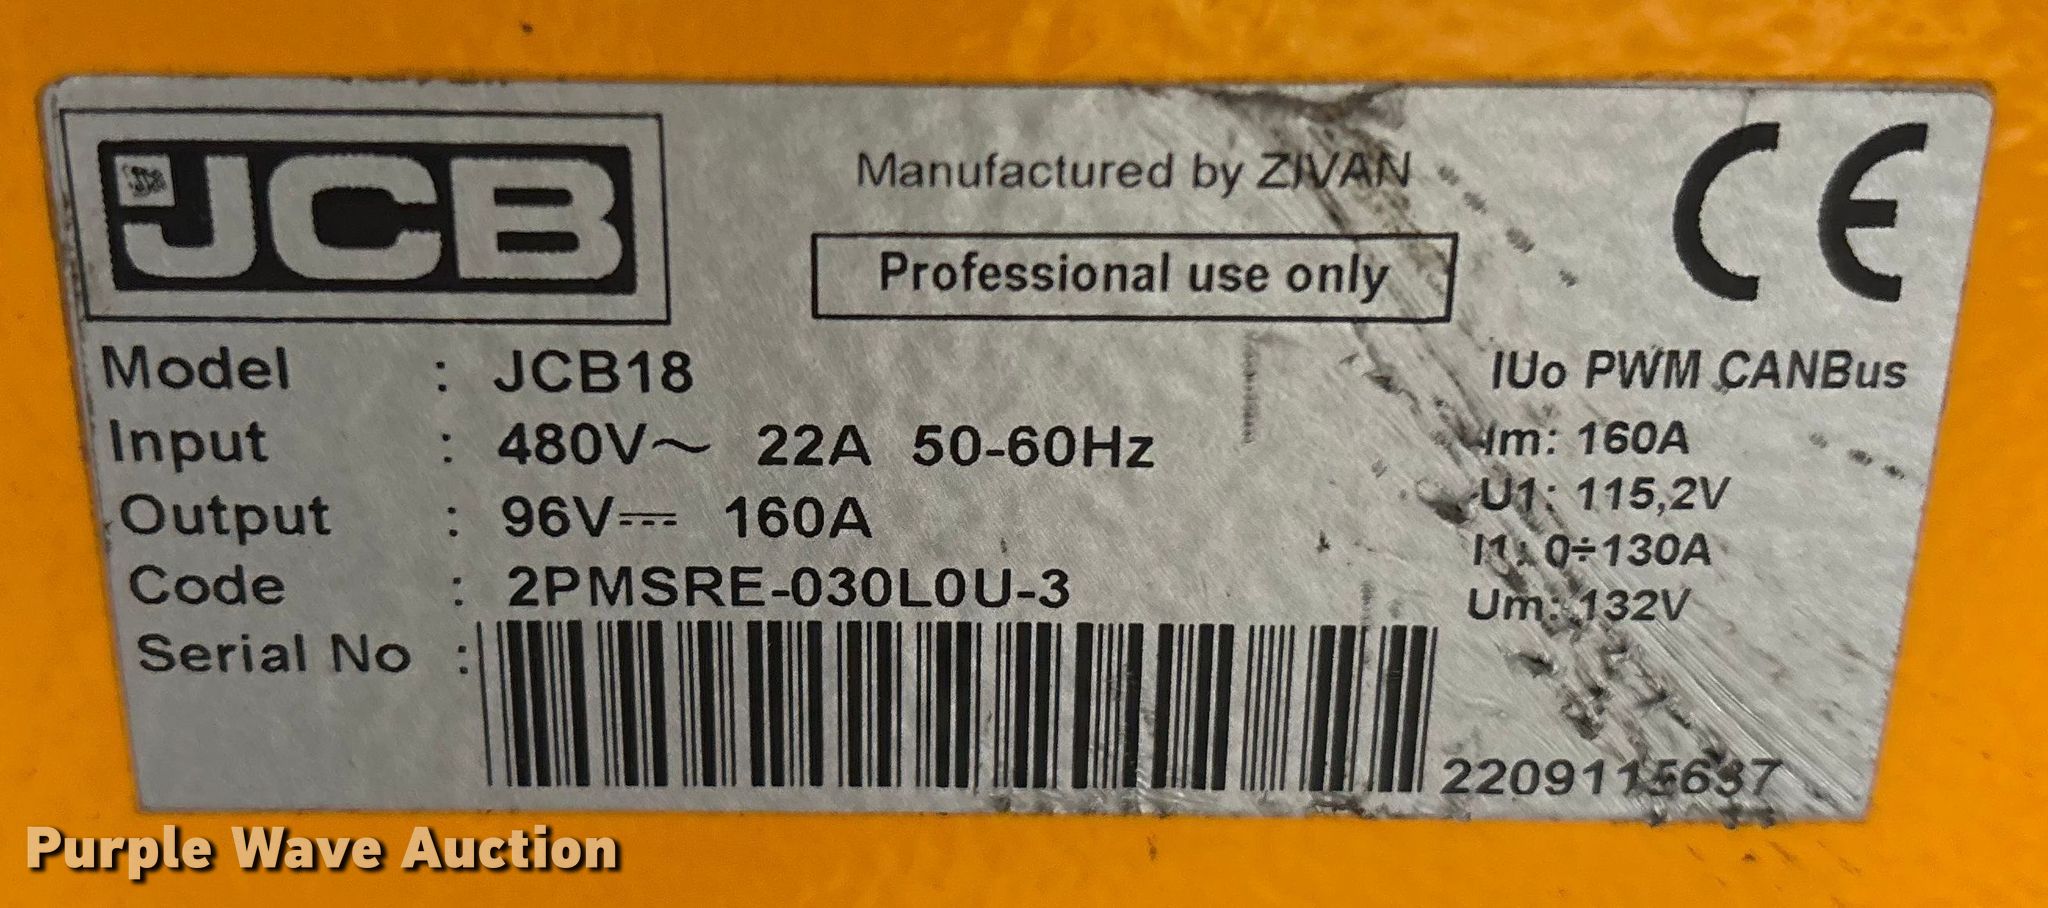 JCB
Manufactured by ZIVAN
Professional use only
CE
Model : JCB18
Input : 480V~ 22A 50-60Hz
Output : 96V⎓ 160A
Code : 2PMSRE-030L0U-3
Serial No :
IUo PWM CANBus
Im: 160A
U1: 115,2V
I1: 0÷130A
Um: 132V
2209115637
Purple Wave Auction